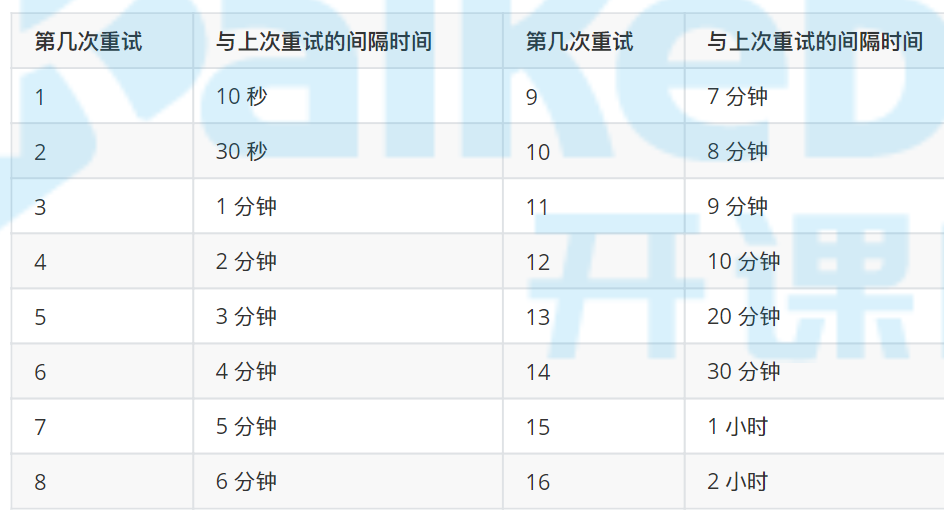 第几次重试 与上次重试的间隔时间 第几次重试 与上次重试的间隔时间
1 10 秒 9 7 分钟
2 30 秒 10 8 分钟
3 1 分钟 11 9 分钟
4 2 分钟 12 10 分钟
5 3 分钟 13 20 分钟
6 4 分钟 14 30 分钟
7 5 分钟 15 1 小时
8 6 分钟 16 2 小时
开课